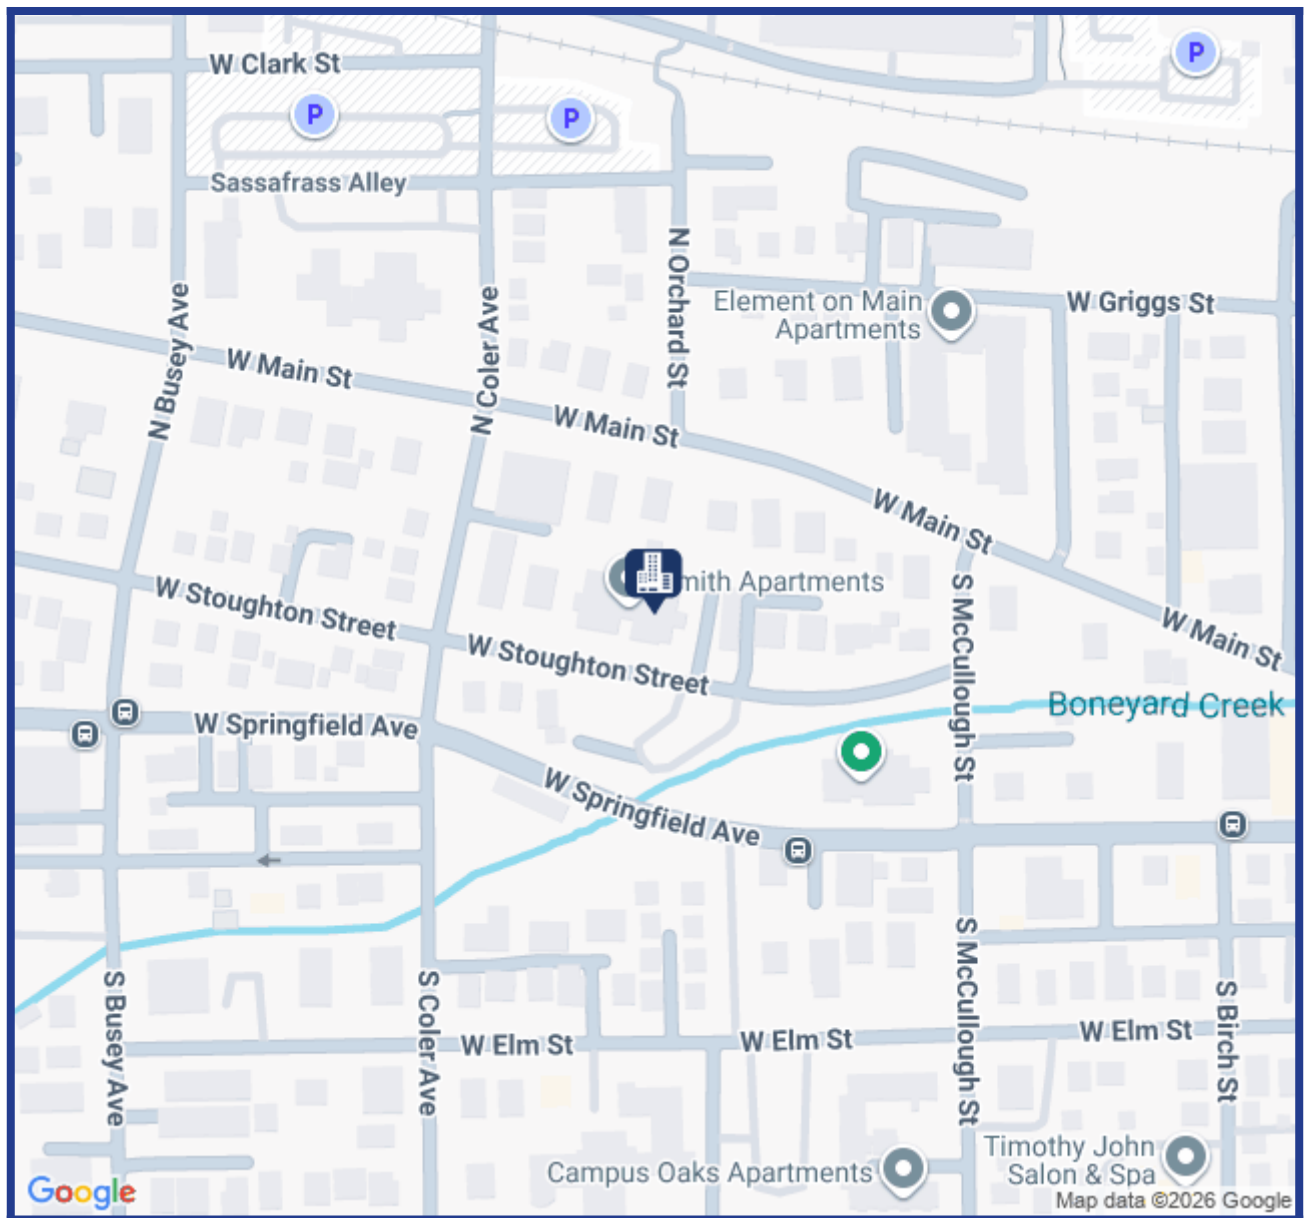 W Clark St
P
P
P
Sassafrass Alley
N Orchard St
N Busey Ave
N Coler Ave
Element on Main
Apartments
W Griggs St
W Main St
W Main St
W Main St
W Main St
mith Apartments
W Stoughton Street
W Stoughton Street
S McCullough St
Boneyard Creek
W Springfield Ave
W Springfield Ave
S McCullough St
S Busey Ave
S Coler Ave
S Birch St
W Elm St
W Elm St
W Elm St
Campus Oaks Apartments
Timothy John
Salon & Spa
Google
Map data ©2026 Google